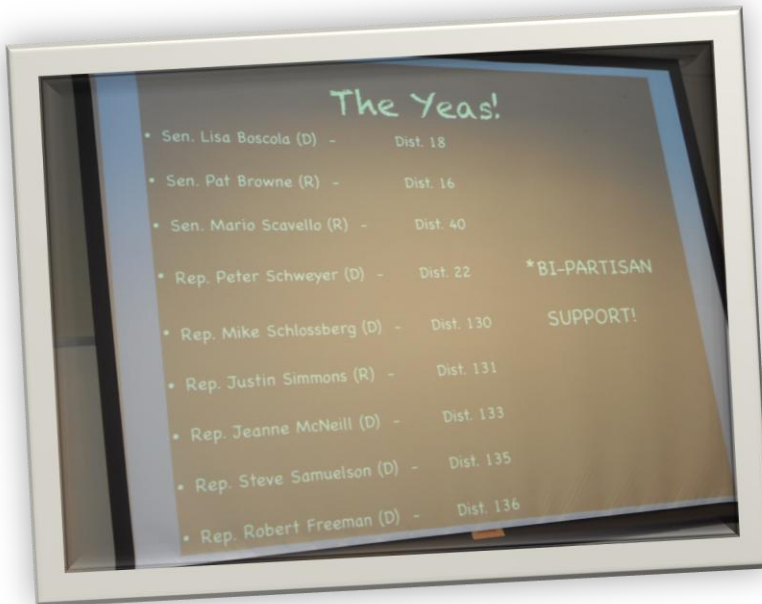 The Yeas!
• Sen. Lisa Boscola (D) - Dist. 18
• Sen. Pat Browne (R) - Dist. 16
• Sen. Mario Scavello (R) - Dist. 40
• Rep. Peter Schweyer (D) - Dist. 22
• Rep. Mike Schlossberg (D) - Dist. 130
• Rep. Justin Simmons (R) - Dist. 131
• Rep. Jeanne McNeill (D) - Dist. 133
• Rep. Steve Samuelson (D) - Dist. 135
• Rep. Robert Freeman (D) - Dist. 136
*BI-PARTISAN
SUPPORT!